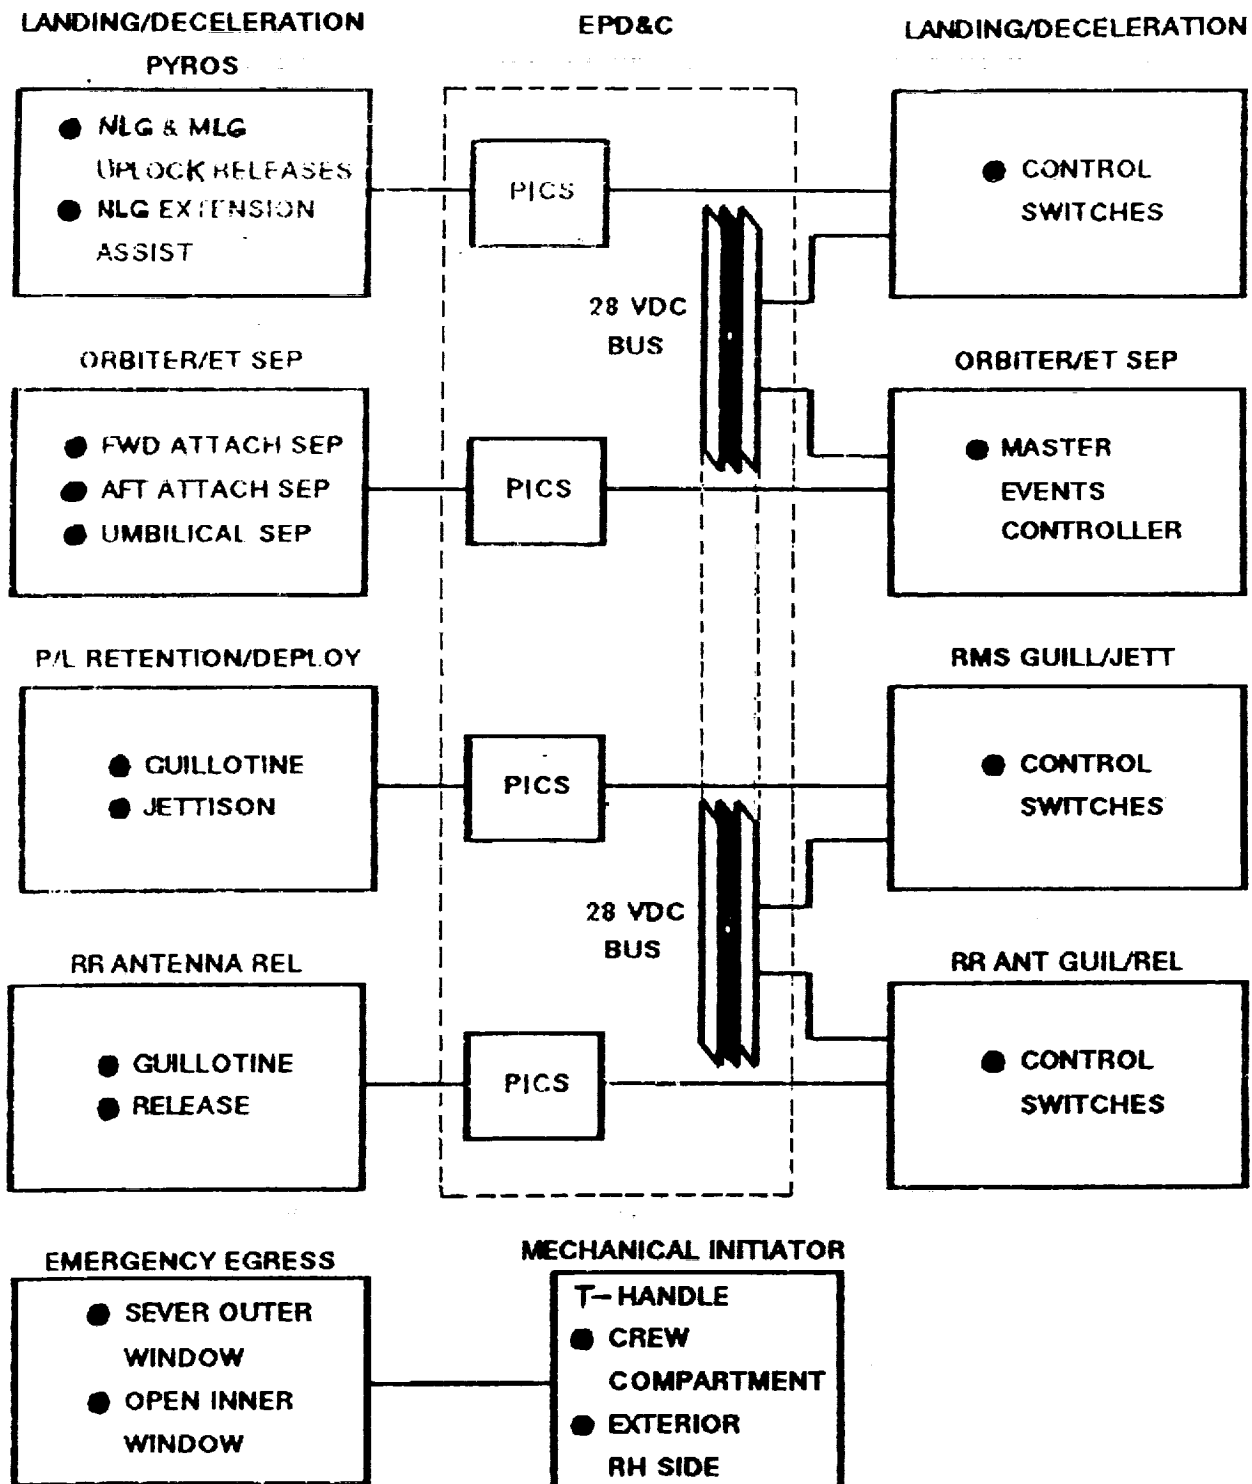 LANDING/DECELERATION
PYROS
● NLG & MLG
UPLOCK RELEASES
● NLG EXTENSION
ASSIST
EPD&C
PICS
LANDING/DECELERATION
● CONTROL
SWITCHES
28 VDC
BUS
ORBITER/ET SEP
● FWD ATTACH SEP
● AFT ATTACH SEP
● UMBILICAL SEP
PICS
ORBITER/ET SEP
● MASTER
EVENTS
CONTROLLER
P/L RETENTION/DEPLOY
● GUILLOTINE
● JETTISON
PICS
RMS GUILL/JETT
● CONTROL
SWITCHES
28 VDC
BUS
RR ANTENNA REL
● GUILLOTINE
● RELEASE
PICS
RR ANT GUIL/REL
● CONTROL
SWITCHES
EMERGENCY EGRESS
● SEVER OUTER
WINDOW
● OPEN INNER
WINDOW
MECHANICAL INITIATOR
T-HANDLE
● CREW
COMPARTMENT
● EXTERIOR
RH SIDE